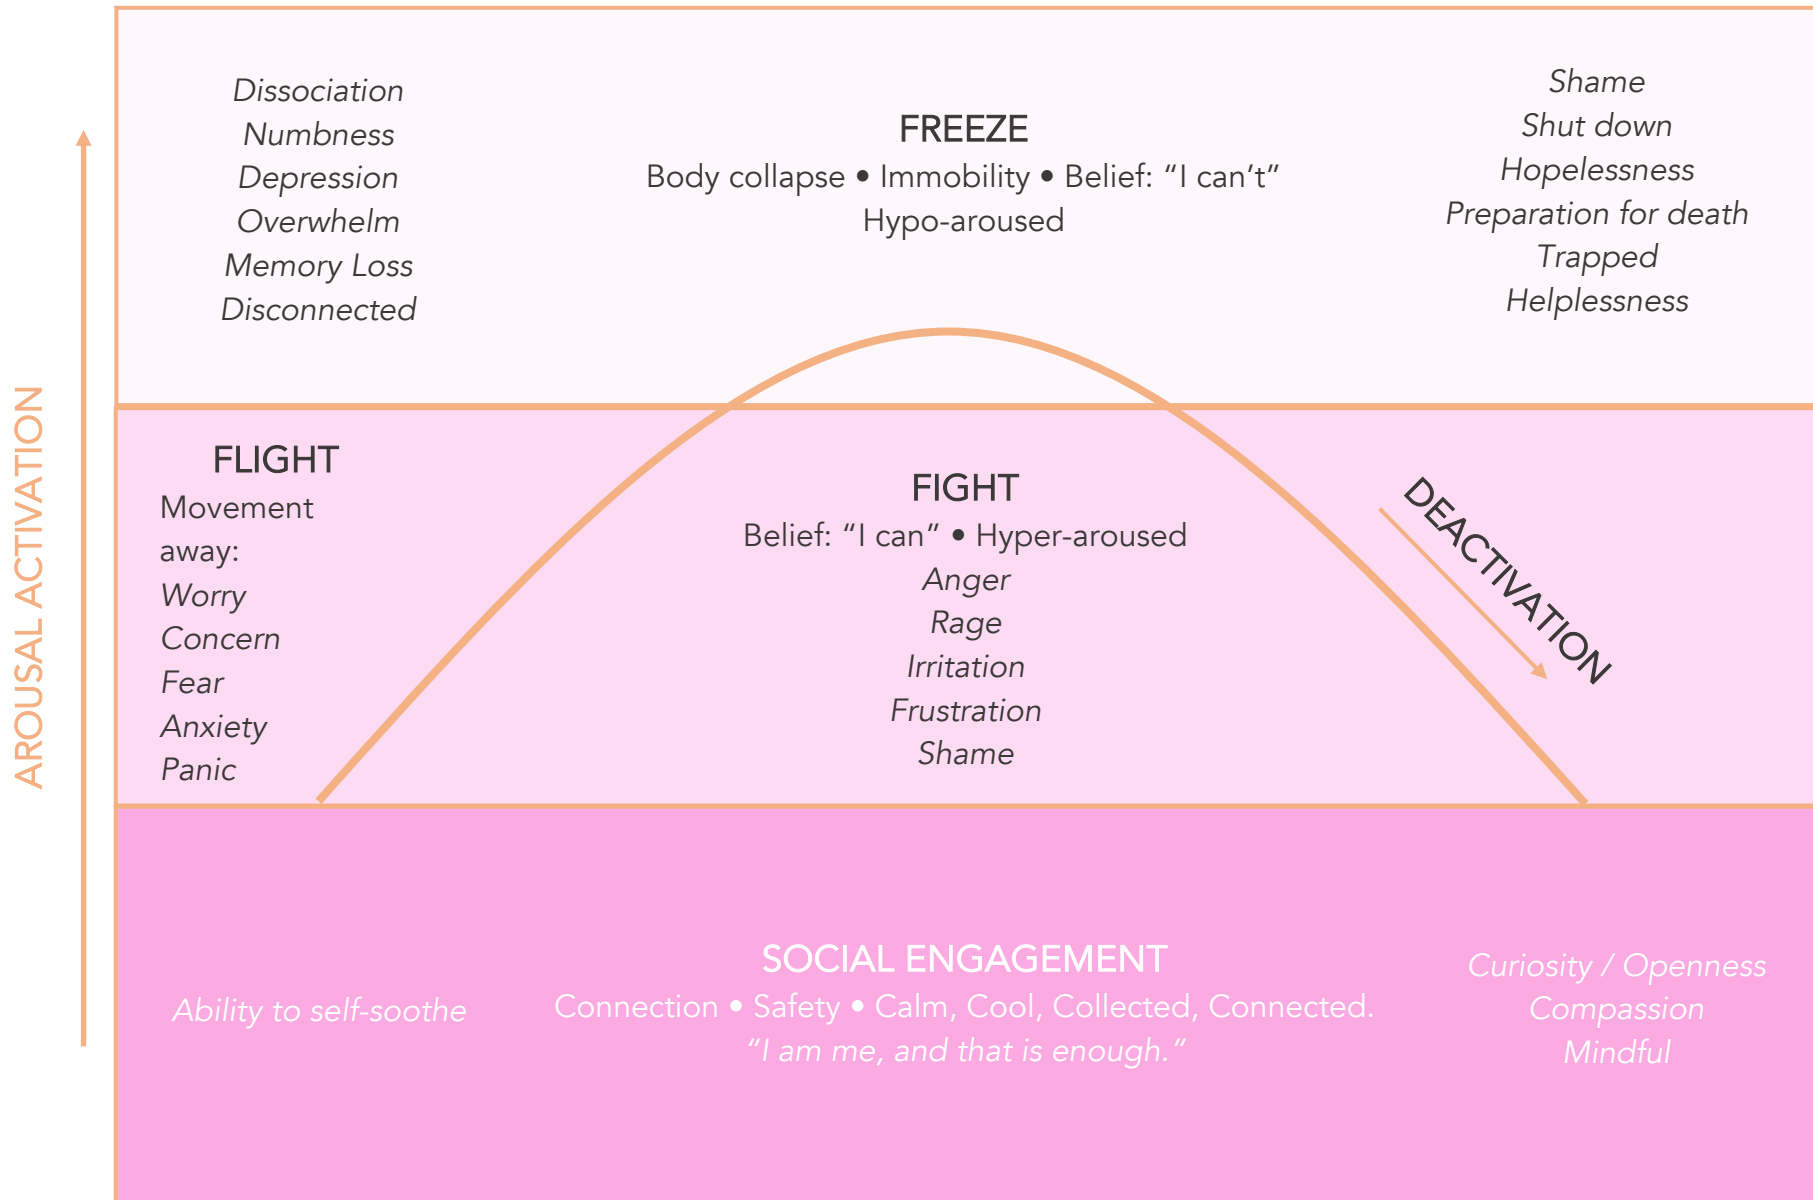 Dissociation
Numbness
Depression
Overwhelm
Memory Loss
Disconnected
FREEZE
Body collapse • Immobility • Belief: “I can’t”
Hypo-aroused
Shame
Shut down
Hopelessness
Preparation for death
Trapped
Helplessness
AROUSAL ACTIVATION
FLIGHT
Movement
away:
Worry
Concern
Fear
Anxiety
Panic
FIGHT
Belief: “I can” • Hyper-aroused
Anger
Rage
Irritation
Frustration
Shame
DEACTIVATION
Ability to self-soothe
SOCIAL ENGAGEMENT
Connection • Safety • Calm, Cool, Collected, Connected.
“I am me, and that is enough.”
Curiosity / Openness
Compassion
Mindful